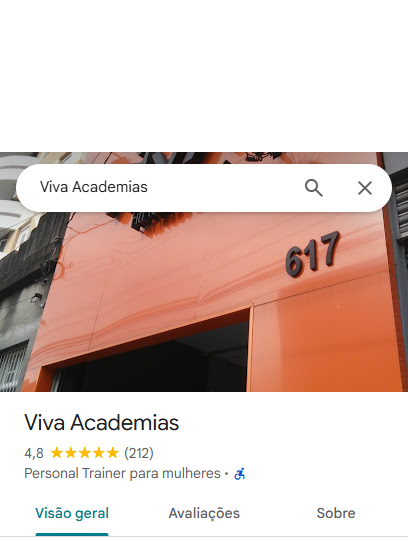 Viva Academias
617
Viva Academias
4,8 (212)
Personal Trainer para mulheres ·
Visão geral Avaliações Sobre